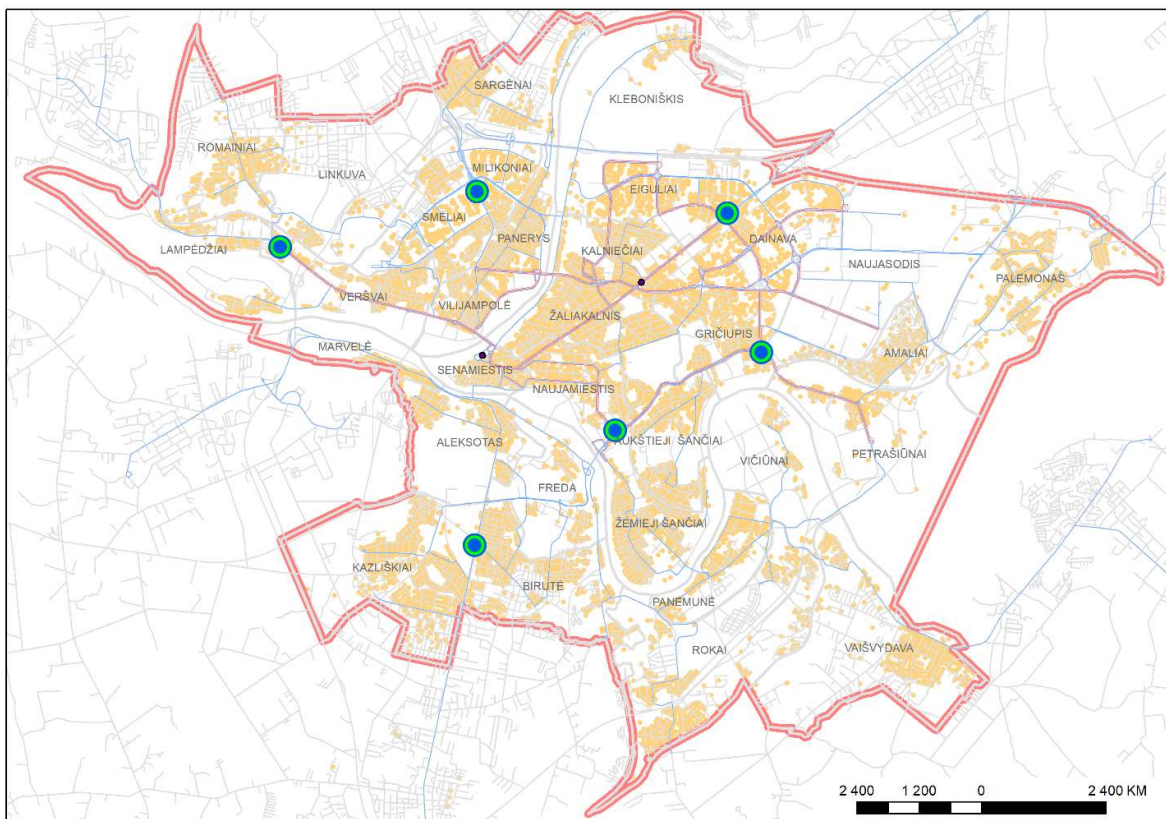 SARGĖNAI
KLEBONIŠKIS
ROMAINIAI
LINKUVA
MILIKONIAI
EIGULIAI
SMĖLIAI
PANERYS
DAINAVA
LAMPĖDŽIAI
KALNIEČIAI
NAUJASODIS
PALEMONAS
VERŠVAI
VILIJAMPOLĖ
ŽALIAKALNIS
GRIČIUPIS
MARVELĖ
AMALIAI
SENAMIESTIS
NAUJAMIESTIS
ALEKSOTAS
AUKŠTIEJI ŠANČIAI
VIČIŪNAI
PETRAŠIŪNAI
FREDA
ŽEMIEJI ŠANČIAI
KAZLIŠKIAI
BIRUTĖ
PANEMUNĖ
ROKAI
VAIŠVYDAVA
2 400 1 200 0 2 400 KM